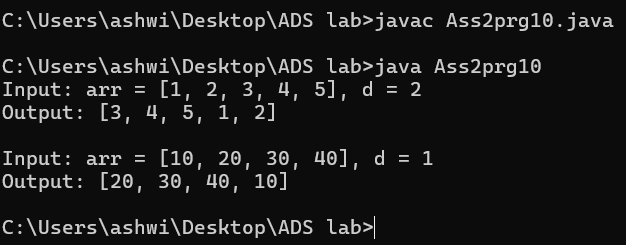 C:\Users\ashwi\Desktop\ADS lab>javac Ass2prg10.java
C:\Users\ashwi\Desktop\ADS lab>java Ass2prg10
Input: arr = [1, 2, 3, 4, 5], d = 2
Output: [3, 4, 5, 1, 2]
Input: arr = [10, 20, 30, 40], d = 1
Output: [20, 30, 40, 10]
C:\Users\ashwi\Desktop\ADS lab>